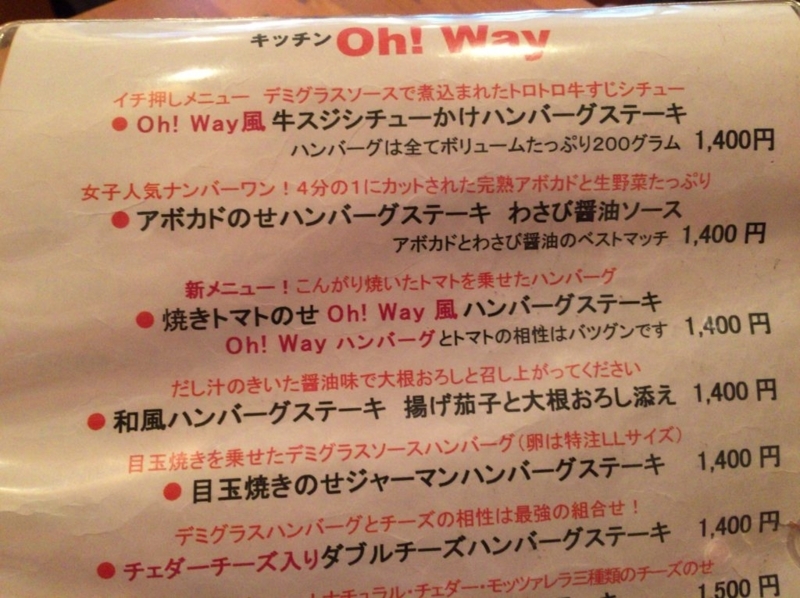 キッチン Oh! Way
イチ押しメニュー デミグラスソースで煮込まれたトロトロ牛すじシチュー
● Oh! Way風 牛スジシチューかけハンバーグステーキ
ハンバーグは全てボリュームたっぷり200グラム 1,400円
女子人気ナンバーワン！4分の1にカットされた完熟アボカドと生野菜たっぷり
● アボカドのせハンバーグステーキ わさび醤油ソース
アボカドとわさび醤油のベストマッチ 1,400円
新メニュー！こんがり焼いたトマトを乗せたハンバーグ
● 焼きトマトのせ Oh! Way 風 ハンバーグステーキ
Oh! Way ハンバーグとトマトの相性はバツグンです 1,400円
だし汁のきいた醤油味で大根おろしと召し上がってください
● 和風ハンバーグステーキ 揚げ茄子と大根おろし添え 1,400円
目玉焼きを乗せたデミグラスソースハンバーグ（卵は特注LLサイズ）
● 目玉焼きのせジャーマンハンバーグステーキ 1,400円
デミグラスハンバーグとチーズの相性は最強の組合せ！
● チェダーチーズ入りダブルチーズハンバーグステーキ 1,400円
ナチュラル・チェダー・モッツァレラ三種類のチーズのせ
1,500円